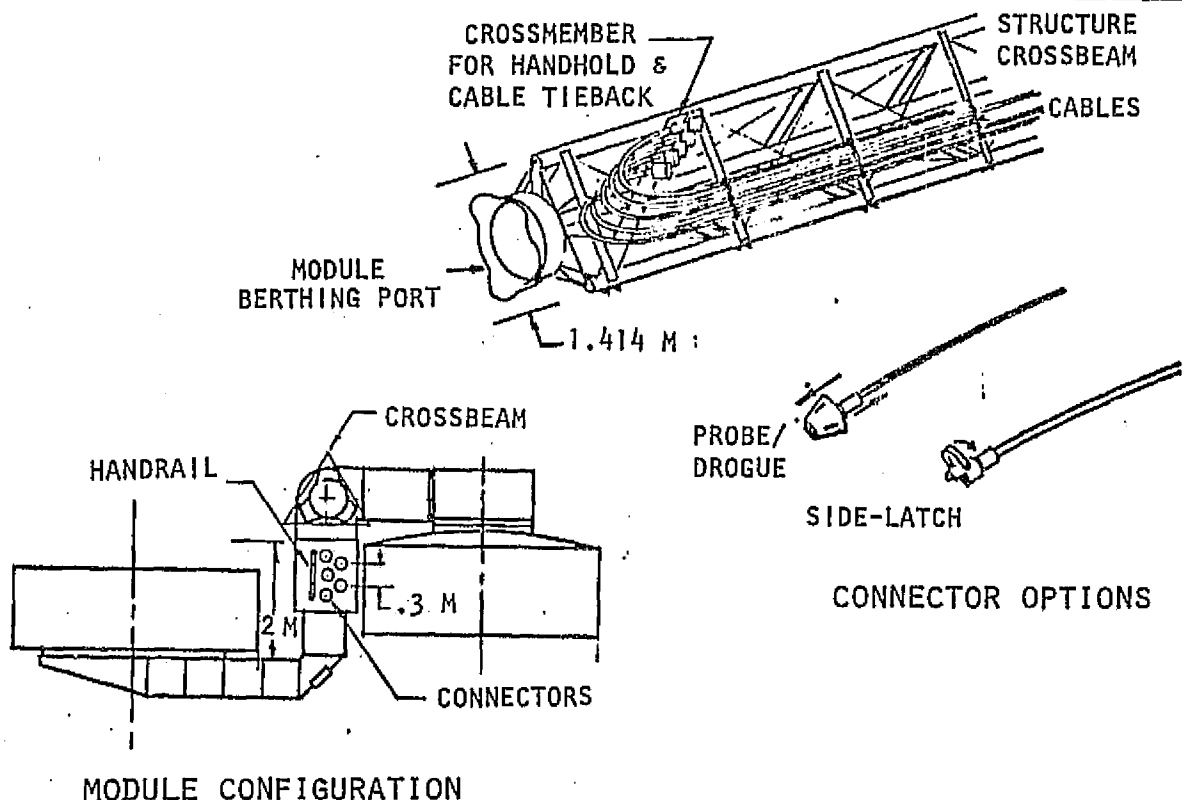 CROSSMEMBER
FOR HANDHOLD &
CABLE TIEBACK
STRUCTURE
CROSSBEAM
CABLES
MODULE
BERTHING PORT
1.414 M
CROSSBEAM
HANDRAIL
.3 M
2 M
CONNECTORS
MODULE CONFIGURATION
PROBE/
DROGUE
SIDE-LATCH
CONNECTOR OPTIONS